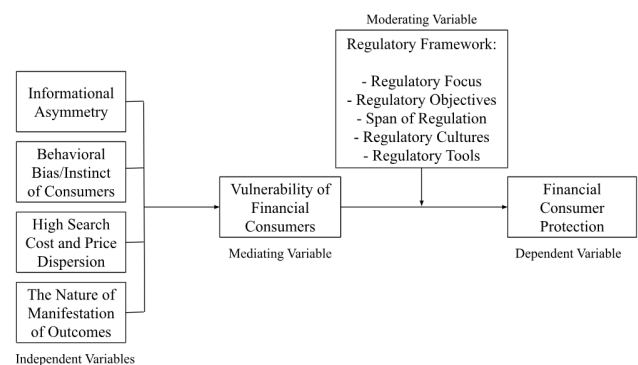 Moderating Variable
Regulatory Framework:
- Regulatory Focus
- Regulatory Objectives
- Span of Regulation
- Regulatory Cultures
- Regulatory Tools
Informational
Asymmetry
Behavioral
Bias/Instinct
of Consumers
High Search
Cost and Price
Dispersion
The Nature of
Manifestation
of Outcomes
Independent Variables
Vulnerability of
Financial
Consumers
Mediating Variable
Financial
Consumer
Protection
Dependent Variable